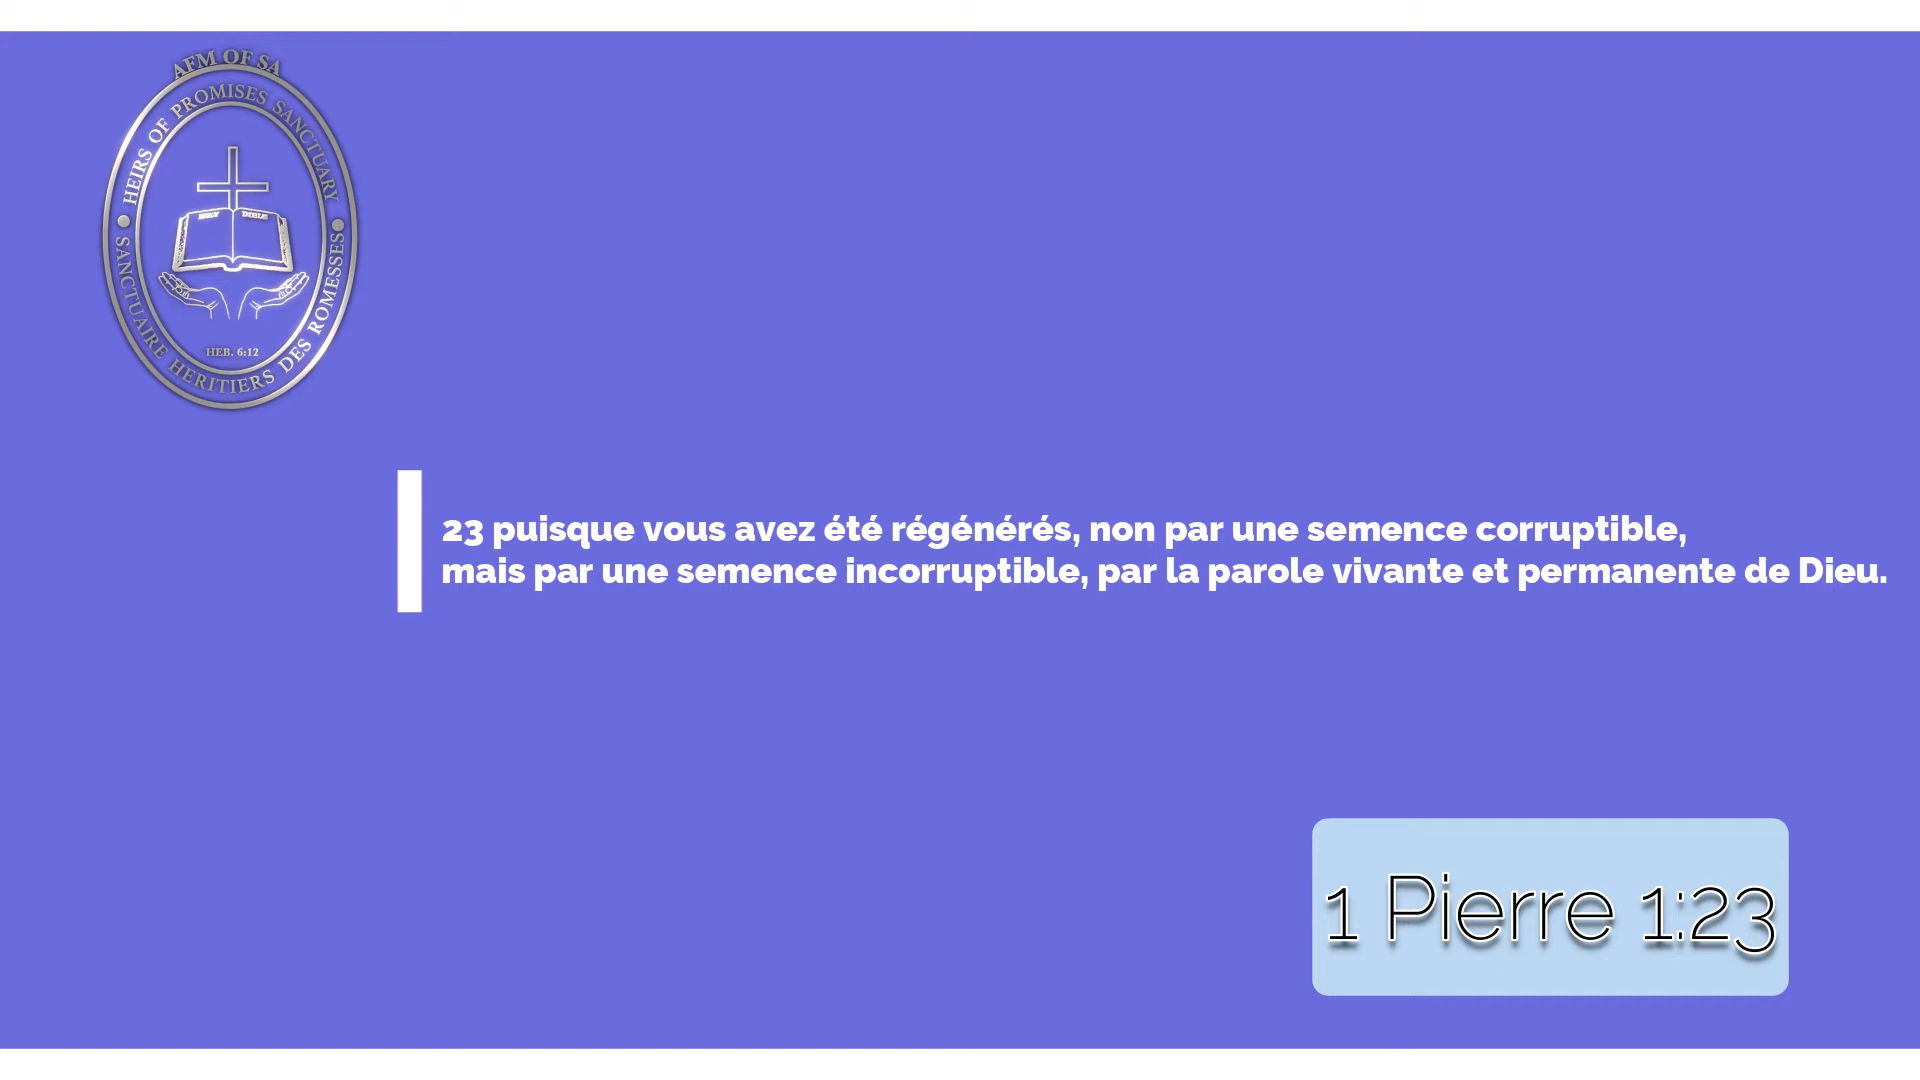 AFM OF SA
HEIRS OF PROMISES SANCTUARY
HOLY BIBLE
HEB. 6:12
SANCTUAIRE HERITIERS DES ROMESSES
23 puisque vous avez été régénérés, non par une semence corruptible,
mais par une semence incorruptible, par la parole vivante et permanente de Dieu.
1 Pierre 1:23